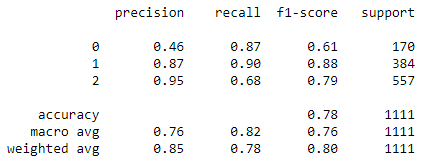 precision recall f1-score support
0 0.46 0.87 0.61 170
1 0.87 0.90 0.88 384
2 0.95 0.68 0.79 557
accuracy 0.78 1111
macro avg 0.76 0.82 0.76 1111
weighted avg 0.85 0.78 0.80 1111